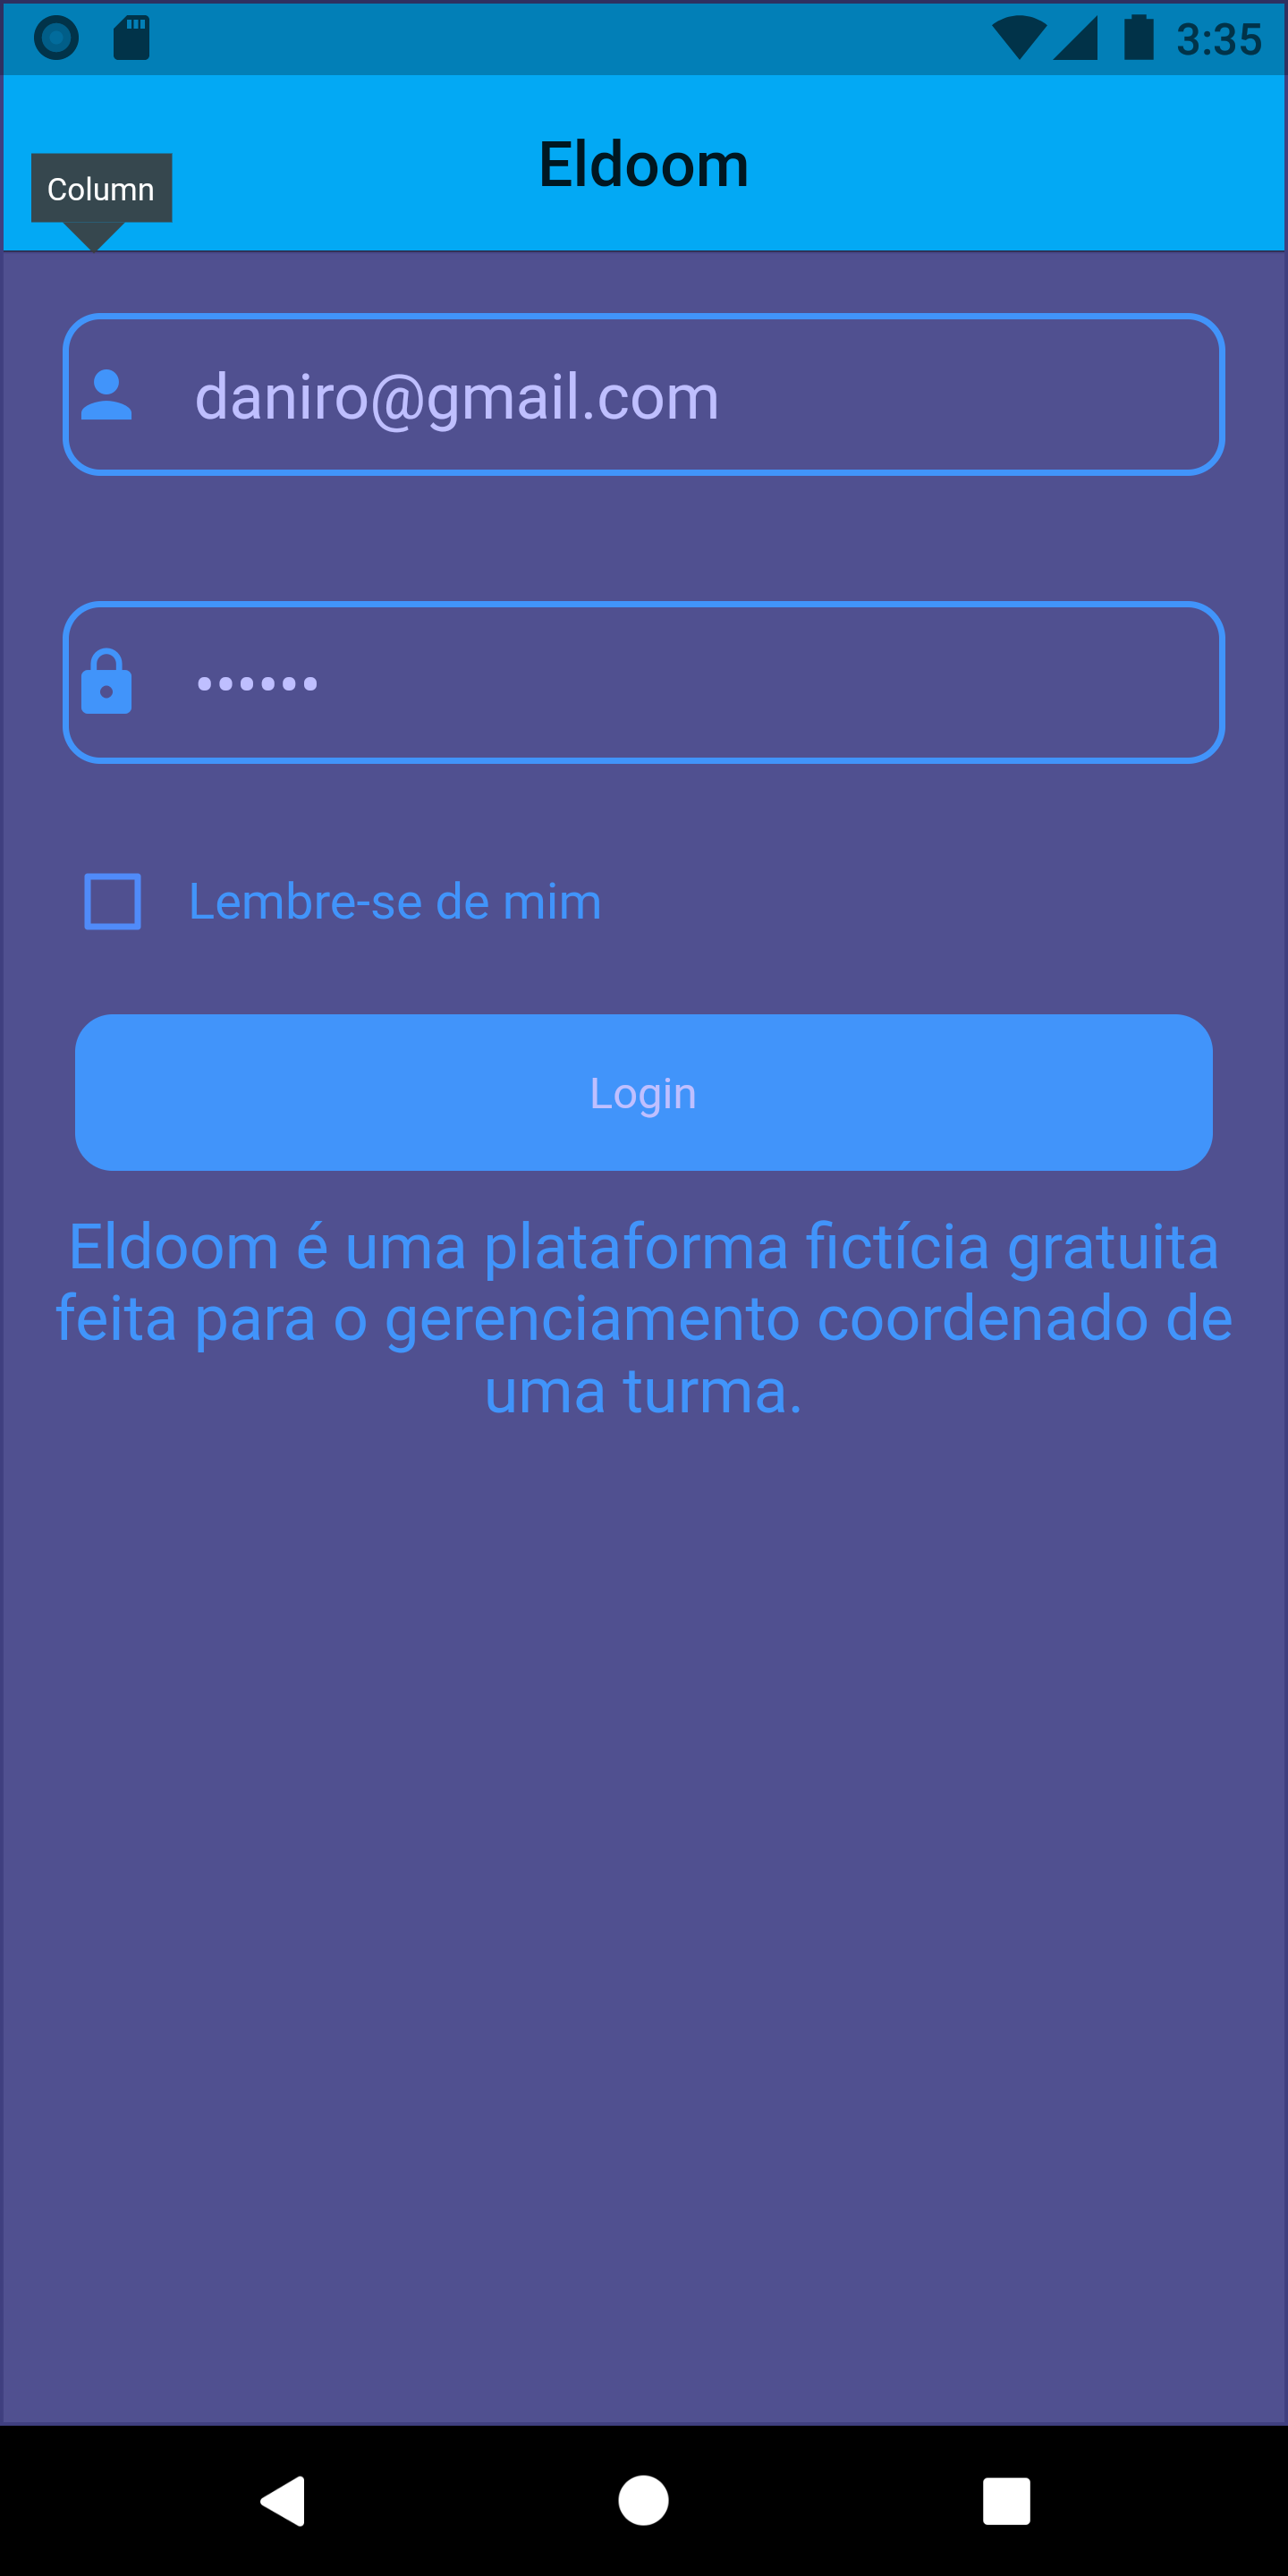 3:35
Eldoom
Column
daniro@gmail.com
••••••
Lembre-se de mim
Login
Eldoom é uma plataforma fictícia gratuita
feita para o gerenciamento coordenado de
uma turma.